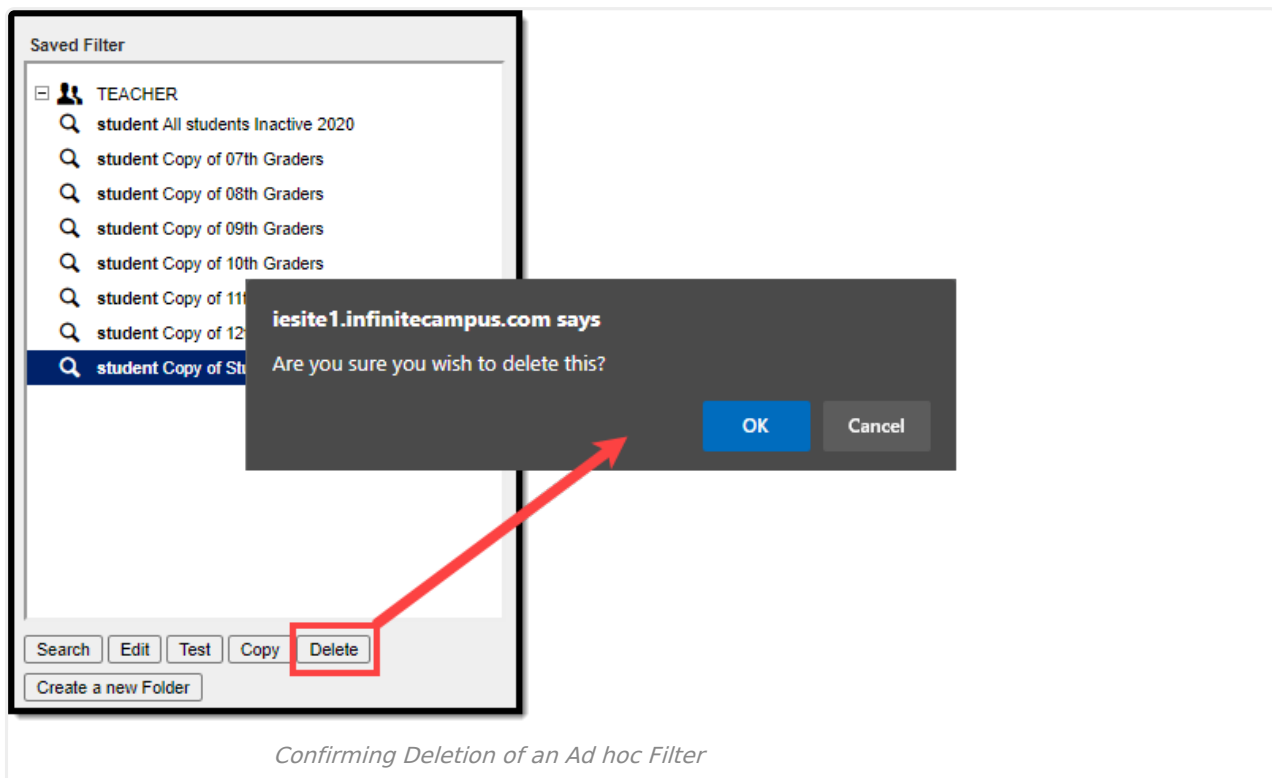 Saved Filter
TEACHER
student All students Inactive 2020
student Copy of 07th Graders
student Copy of 08th Graders
student Copy of 09th Graders
student Copy of 10th Graders
student Copy of
student Copy of
student Copy of
iesite1.infinitecampus.com says
Are you sure you wish to delete this?
OK Cancel
Search Edit Test Copy Delete
Create a new Folder
Confirming Deletion of an Ad hoc Filter